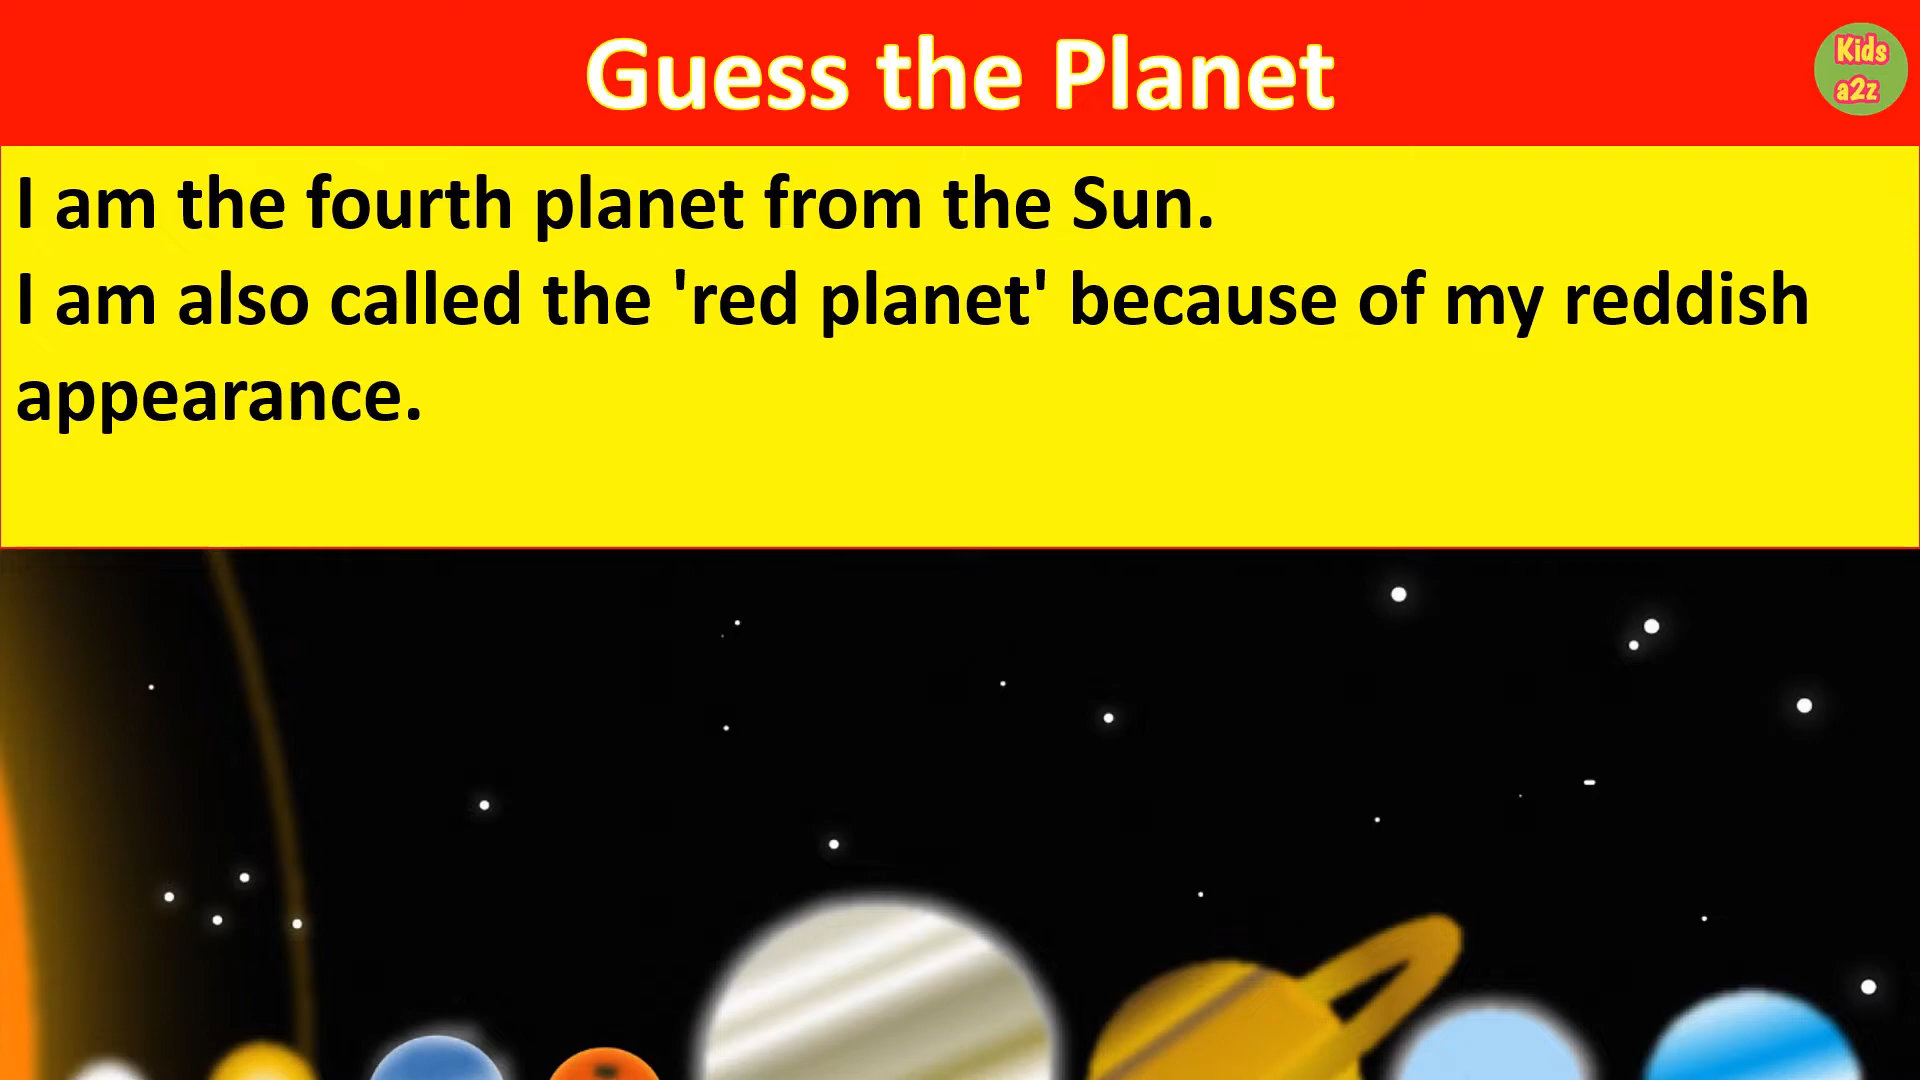 Guess the Planet
Kids
a2z
I am the fourth planet from the Sun.
I am also called the 'red planet' because of my reddish
appearance.